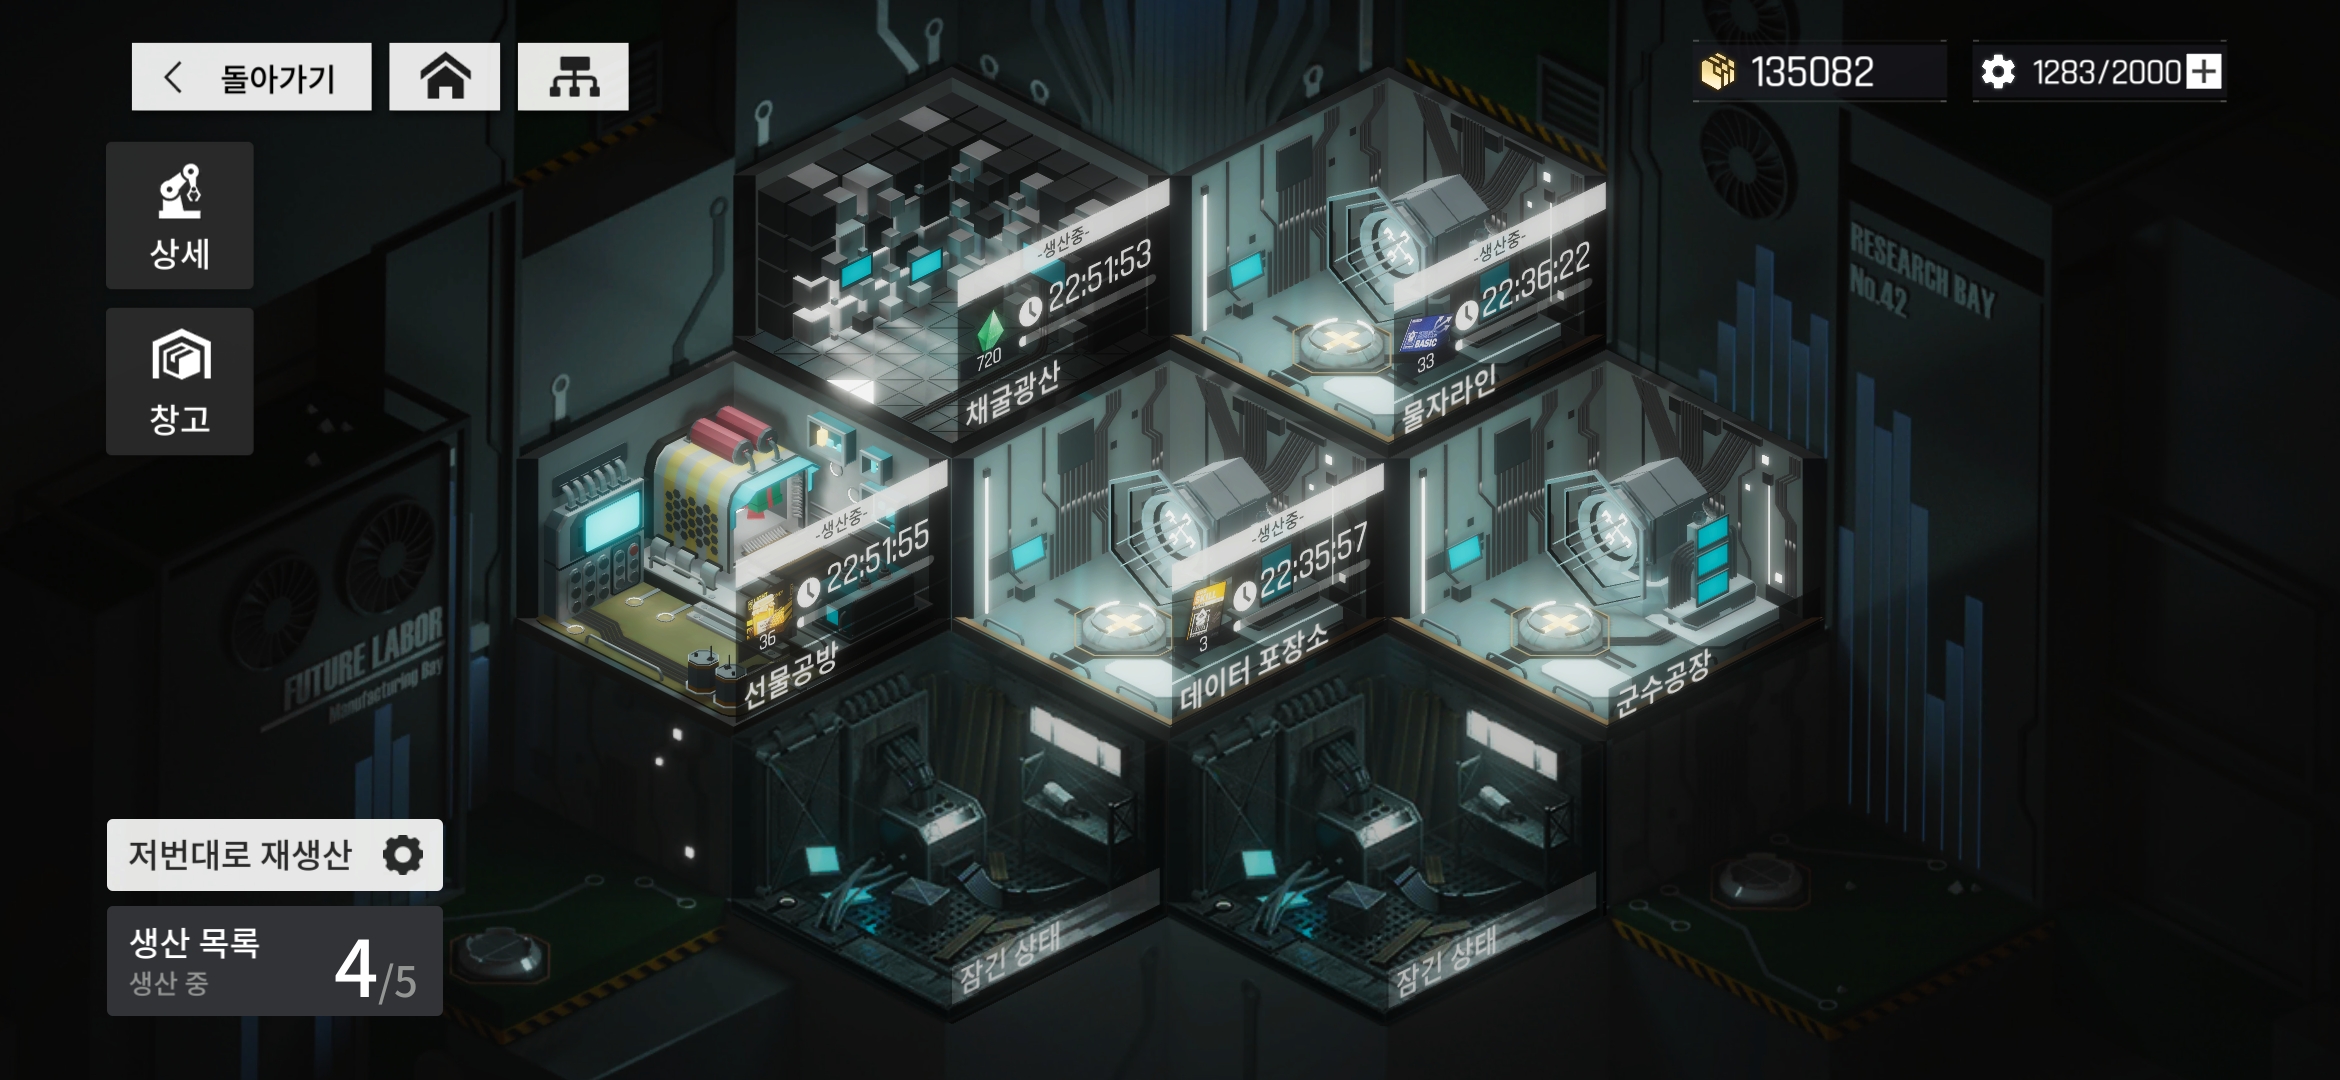 돌아가기
135082
1283/2000
상세
창고
-생산중-
22:51:53
720
채굴광산
-생산중-
22:36:22
BASIC
33
물자라인
RESEARCH BAY
No.42
-생산중-
22:51:55
36
선물공방
-생산중-
22:35:57
3
데이터 포장소
군수공장
FUTURE LABOR
Manufacturing Bay
잠긴 상태
잠긴 상태
저번대로 재생산
생산 목록
생산 중
4/5